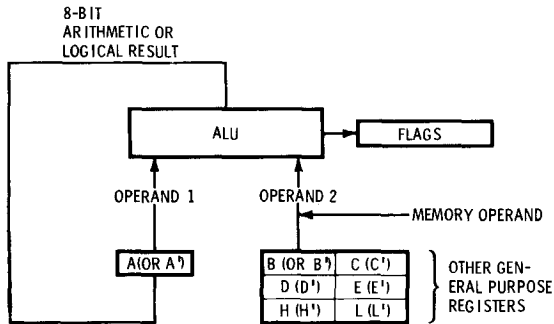 8-BIT
ARITHMETIC OR
LOGICAL RESULT
ALU
FLAGS
OPERAND 1
OPERAND 2
MEMORY OPERAND
A(OR A')
B (OR B') C (C')
D (D') E (E')
H (H') L (L')
OTHER GEN-
ERAL PURPOSE
REGISTERS